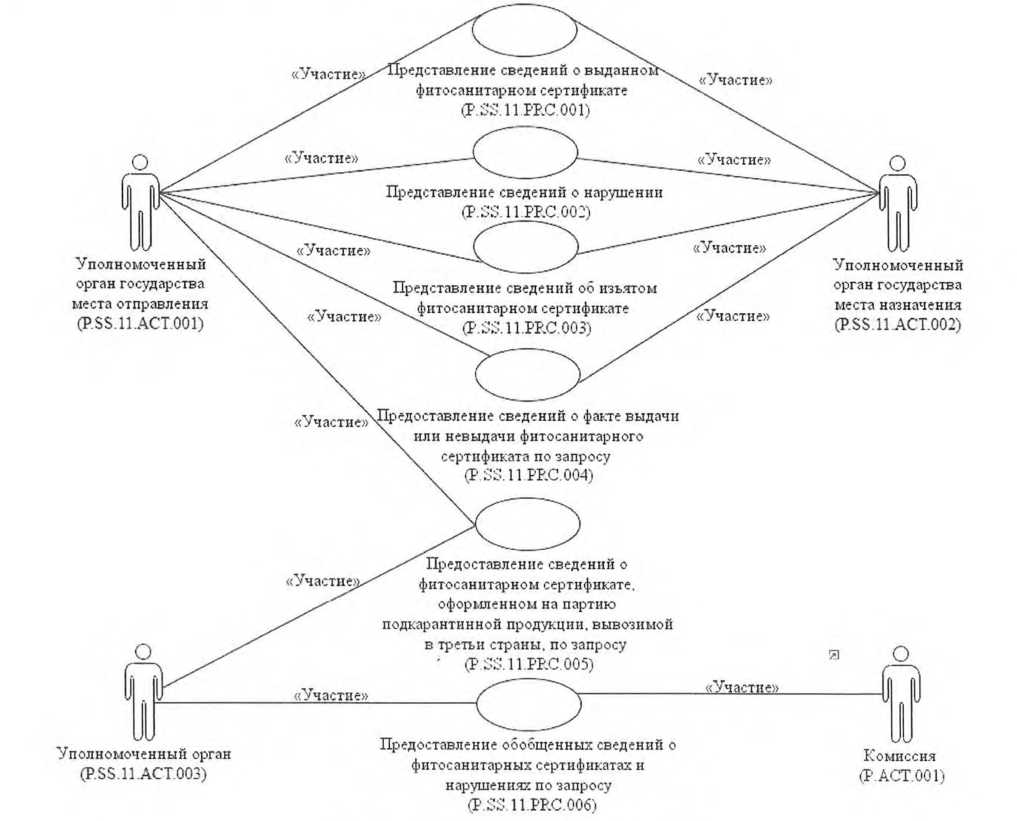 «Участие»
Представление сведений о выданном
фитосанитарном сертификате
(P.SS.11.PRC.001)
«Участие»
«Участие»
«Участие»
Представление сведений о нарушении
(P.SS.11.PRC.002)
«Участие»
«Участие»
Уполномоченный
орган государства
места отправления
(P.SS.11.ACT.001)
Уполномоченный
орган государства
места назначения
(P.SS.11.ACT.002)
Представление сведений об изъятом
фитосанитарном сертификате
(P.SS.11.PRC.003)
«Участие»
«Участие»
«Участие»
Предоставление сведений о факте выдачи
или невыдачи фитосанитарного
сертификата по запросу
(P.SS.11.PRC.004)
«Участие»
Предоставление сведений о
фитосанитарном сертификате,
оформленном на партию
подкарантинной продукции, вывозимой
в третьи страны, по запросу
(P.SS.11.PRC.005)
«Участие»
«Участие»
Уполномоченный орган
(P.SS.11.ACT.003)
Предоставление обобщенных сведений о
фитосанитарных сертификатах и
нарушениях по запросу
(P.SS.11.PRC.006)
Комиссия
(P.ACT.001)